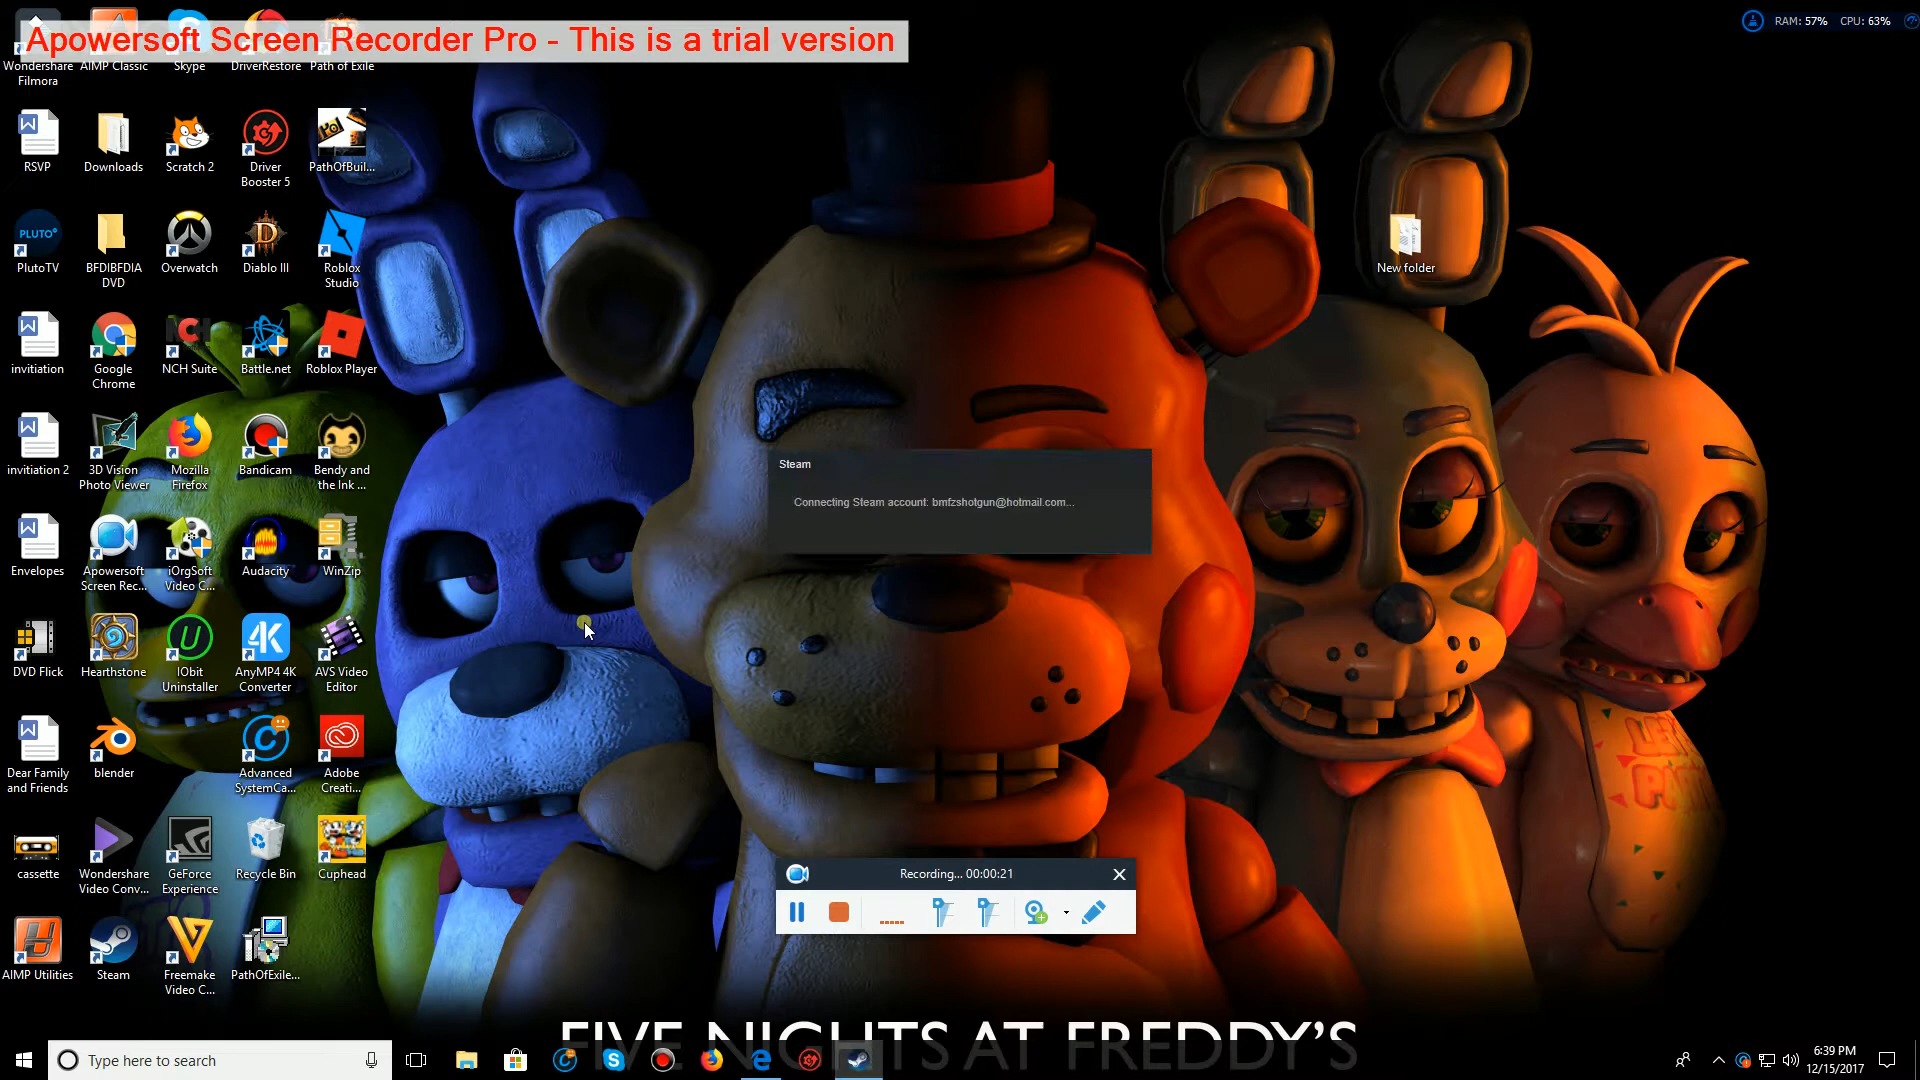 Apowersoft Screen Recorder Pro - This is a trial version
RAM: 57% CPU: 63%
Wondershare
Filmora
AIMP Classic
Skype
DriverRestore
Path of Exile
RSVP
Downloads
Scratch 2
Driver
Booster 5
PathOfBuil...
PLUTO
PlutoTV
BFDIBFDIA
DVD
Overwatch
Diablo III
Roblox
Studio
New folder
invitiation
Google
Chrome
NCH
NCH Suite
Battle.net
Roblox Player
invitiation 2
3D Vision
Photo Viewer
Mozilla
Firefox
Bandicam
Bendy and
the Ink ...
Steam
Connecting Steam account: bmfzshotgun@hotmail.com...
Envelopes
Apowersoft
Screen Rec...
iOrgSoft
Video C...
Audacity
WinZip
DVD Flick
Hearthstone
IObit
Uninstaller
4K
AnyMP4 4K
Converter
AVS Video
Editor
Dear Family
and Friends
blender
Advanced
SystemCa...
Adobe
Creati...
cassette
Wondershare
Video Conv...
GeForce
Experience
Recycle Bin
Cuphead
Recording... 00:00:21
AIMP Utilities
Steam
Freemake
Video C...
PathOfExile...
FIVE NIGHTS AT FREDDY'S
Type here to search
6:39 PM
12/15/2017